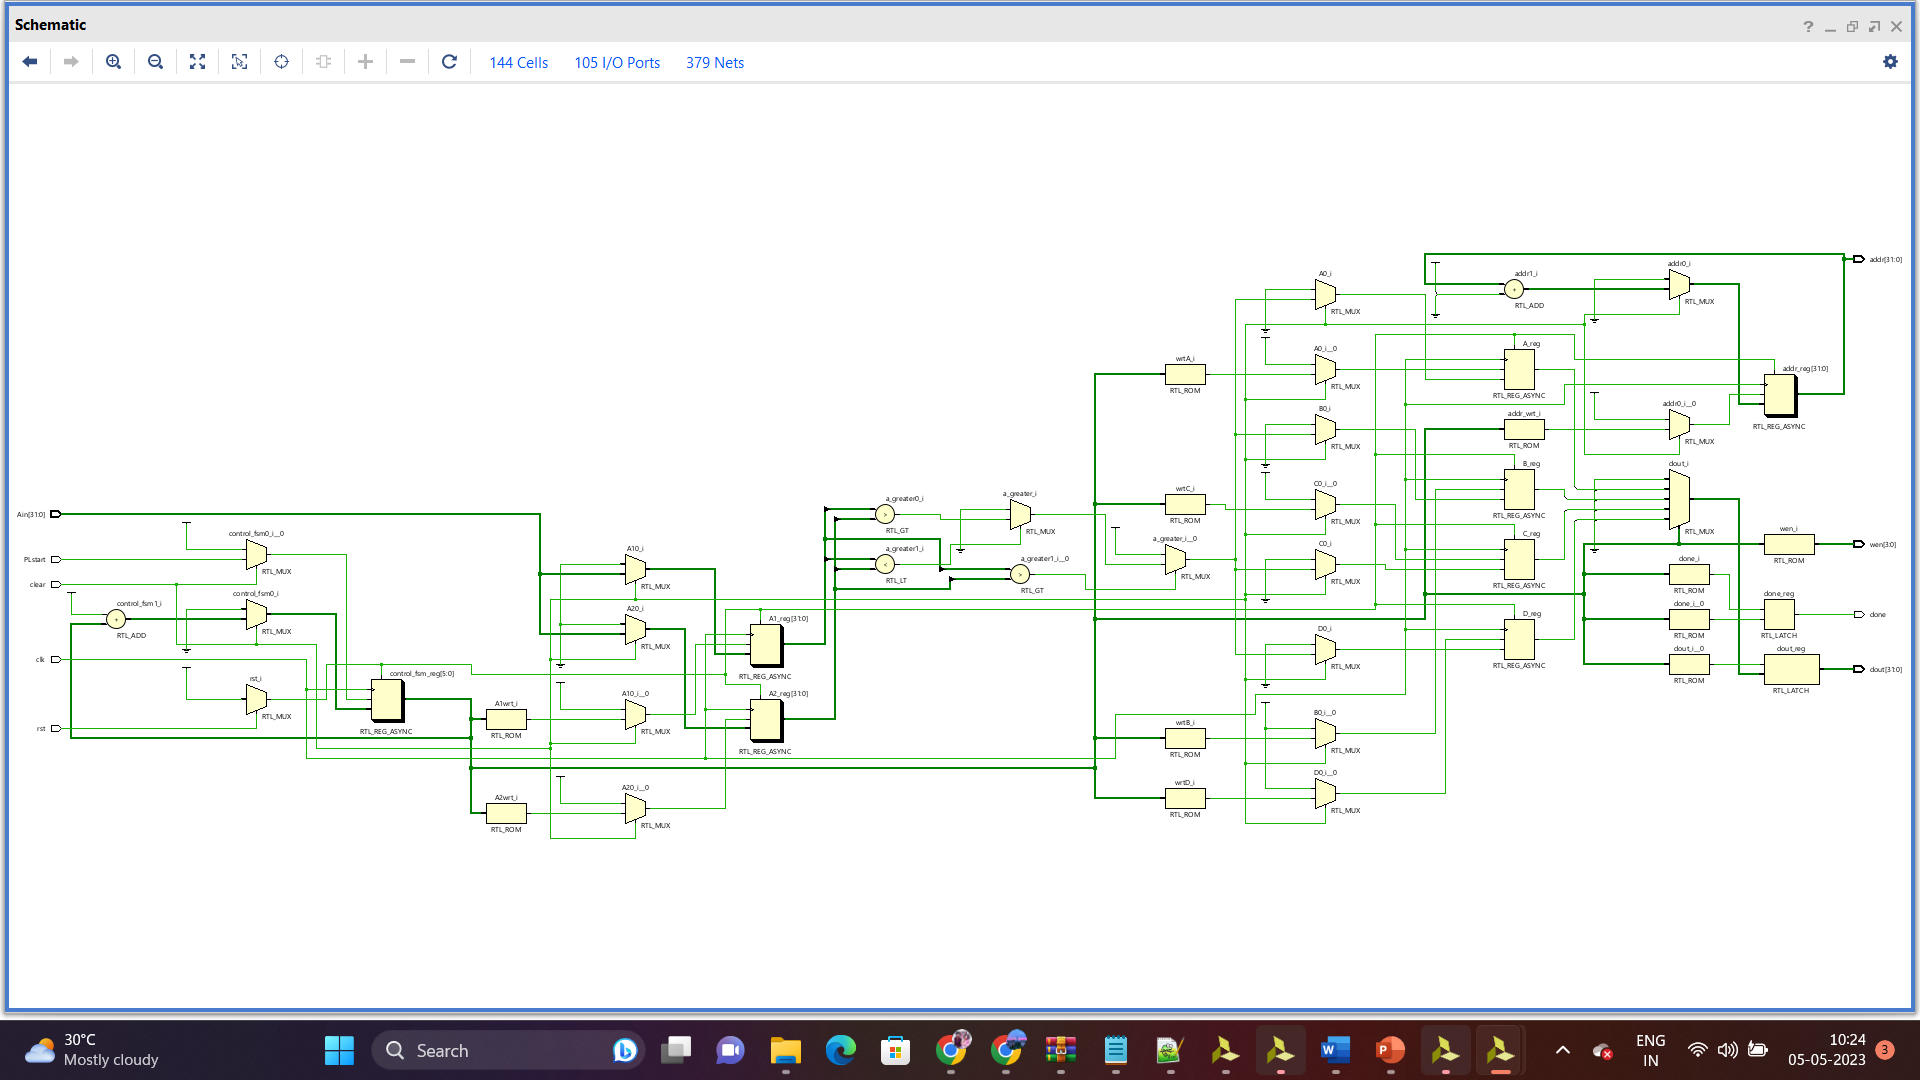 Schematic
144 Cells 105 I/O Ports 379 Nets
Ain[31:0]
PLstart
clear
clk
rst
control_fsm0_i__0
RTL_MUX
control_fsm0_i
RTL_MUX
control_fsm1_i
RTL_ADD
rst_i
RTL_MUX
control_fsm_reg[5:0]
RTL_REG_ASYNC
A1wrt_i
RTL_ROM
A2wrt_i
RTL_ROM
A10_i
RTL_MUX
A20_i
RTL_MUX
A10_i__0
RTL_MUX
A20_i__0
RTL_MUX
A1_reg[31:0]
RTL_REG_ASYNC
A2_reg[31:0]
RTL_REG_ASYNC
a_greater0_i
RTL_GT
a_greater1_i
RTL_LT
a_greater_i
RTL_MUX
a_greater1_i__0
RTL_GT
a_greater_i__0
RTL_MUX
wrtA_i
RTL_ROM
wrtC_i
RTL_ROM
wrtB_i
RTL_ROM
wrtD_i
RTL_ROM
A0_i
RTL_MUX
A0_i__0
RTL_MUX
B0_i
RTL_MUX
C0_i__0
RTL_MUX
C0_i
RTL_MUX
D0_i
RTL_MUX
B0_i__0
RTL_MUX
D0_i__0
RTL_MUX
addr1_i
RTL_ADD
A_reg
RTL_REG_ASYNC
addr_wrt_i
RTL_ROM
B_reg
RTL_REG_ASYNC
C_reg
RTL_REG_ASYNC
D_reg
RTL_REG_ASYNC
addr0_i
RTL_MUX
addr0_i__0
RTL_MUX
dout_i
RTL_MUX
done_i
RTL_ROM
done_i__0
RTL_ROM
dout_i__0
RTL_ROM
addr_reg[31:0]
RTL_REG_ASYNC
wen_i
RTL_ROM
done_reg
RTL_LATCH
dout_reg
RTL_LATCH
addr[31:0]
wen[3:0]
done
dout[31:0]
30°C
Mostly cloudy
Search
ENG
IN
10:24
05-05-2023
3